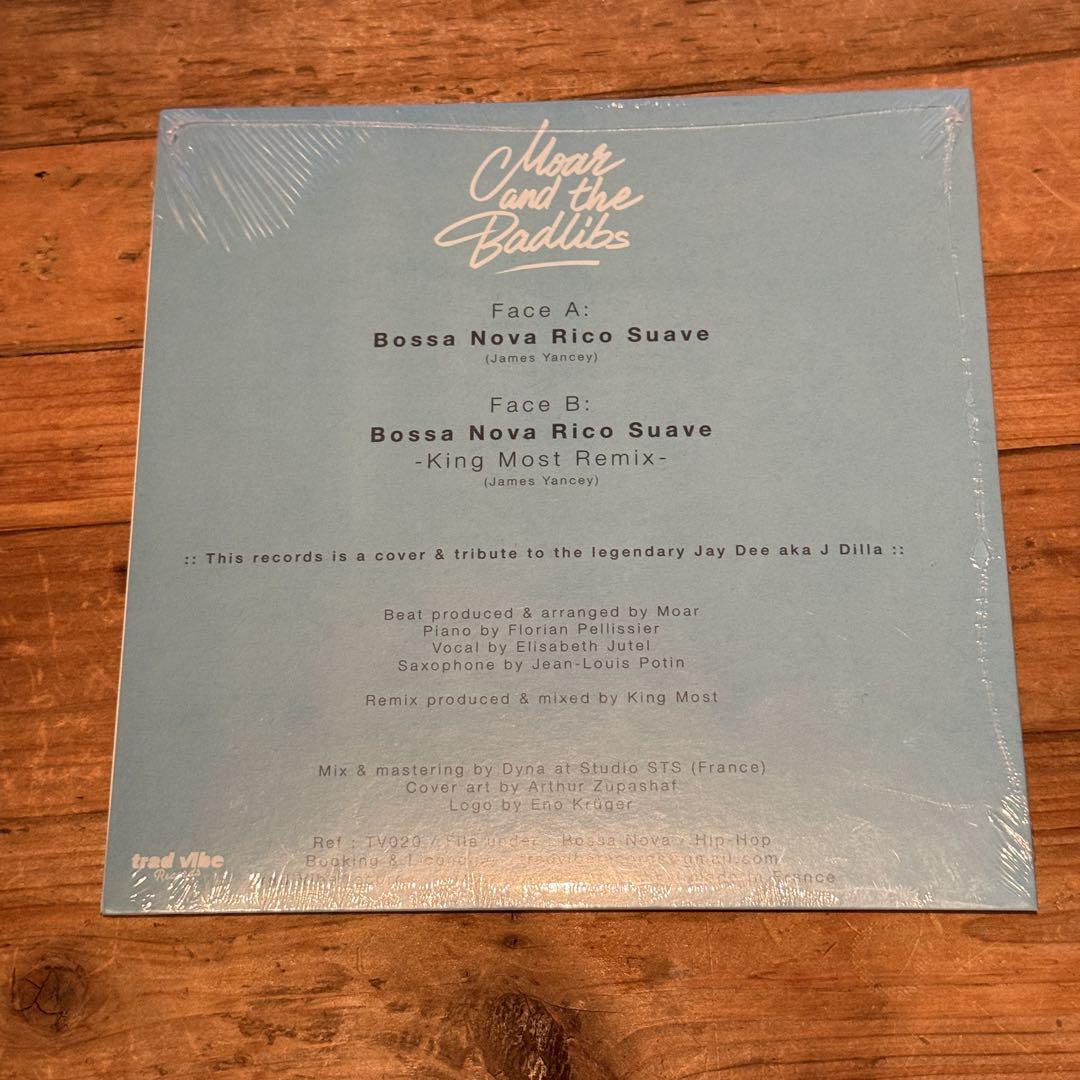 Moar
and the
Badlibs
Face A:
Bossa Nova Rico Suave
(James Yancey)
Face B:
Bossa Nova Rico Suave
-King Most Remix-
(James Yancey)
:: This records is a cover & tribute to the legendary Jay Dee aka J Dilla ::
Beat produced & arranged by Moar
Piano by Florian Pellissier
Vocal by Elisabeth Jutel
Saxophone by Jean-Louis Potin
Remix produced & mixed by King Most
Mix & mastering by Dyna at Studio STS (France)
Cover art by Arthur Zupashaf
Logo by Eno Krüger
Ref : TV020 / File under : Bossa Nova / Hip-Hop
Booking &
in France
trad vibe
Records